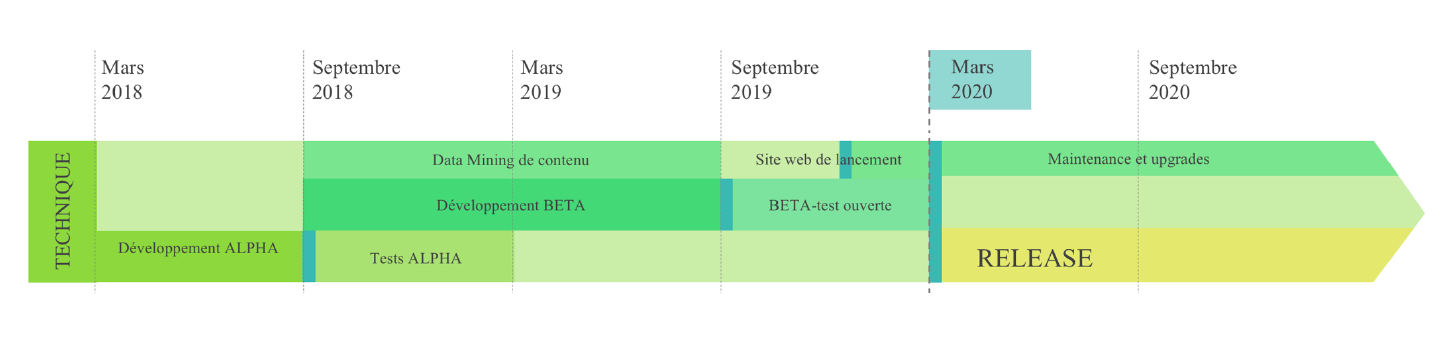 Mars
2018
Septembre
2018
Mars
2019
Septembre
2019
Mars
2020
Septembre
2020
TECHNIQUE
Data Mining de contenu
Site web de lancement
Maintenance et upgrades
Développement BETA
BETA-test ouverte
Développement ALPHA
Tests ALPHA
RELEASE